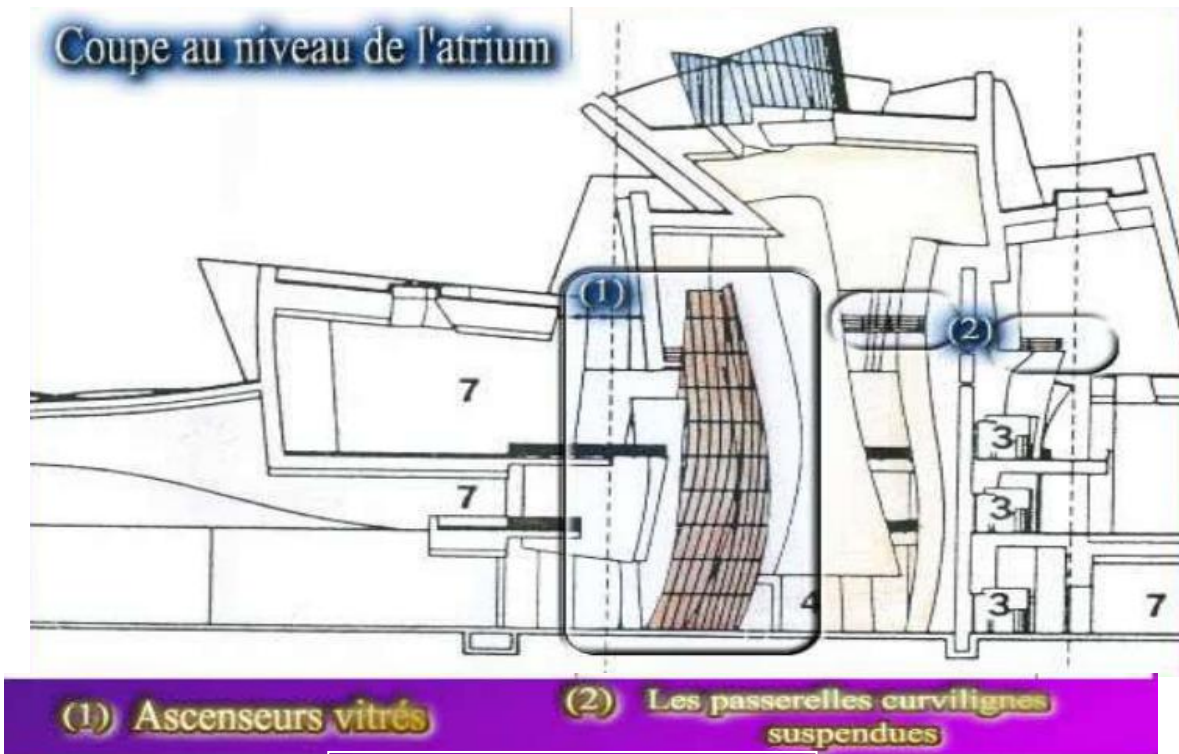 Coupe au niveau de l'atrium
(1)
(2)
7
3
7
3
4
3
7
(1) Ascenseurs vitrés
(2) Les passerelles curvilignes
suspendues